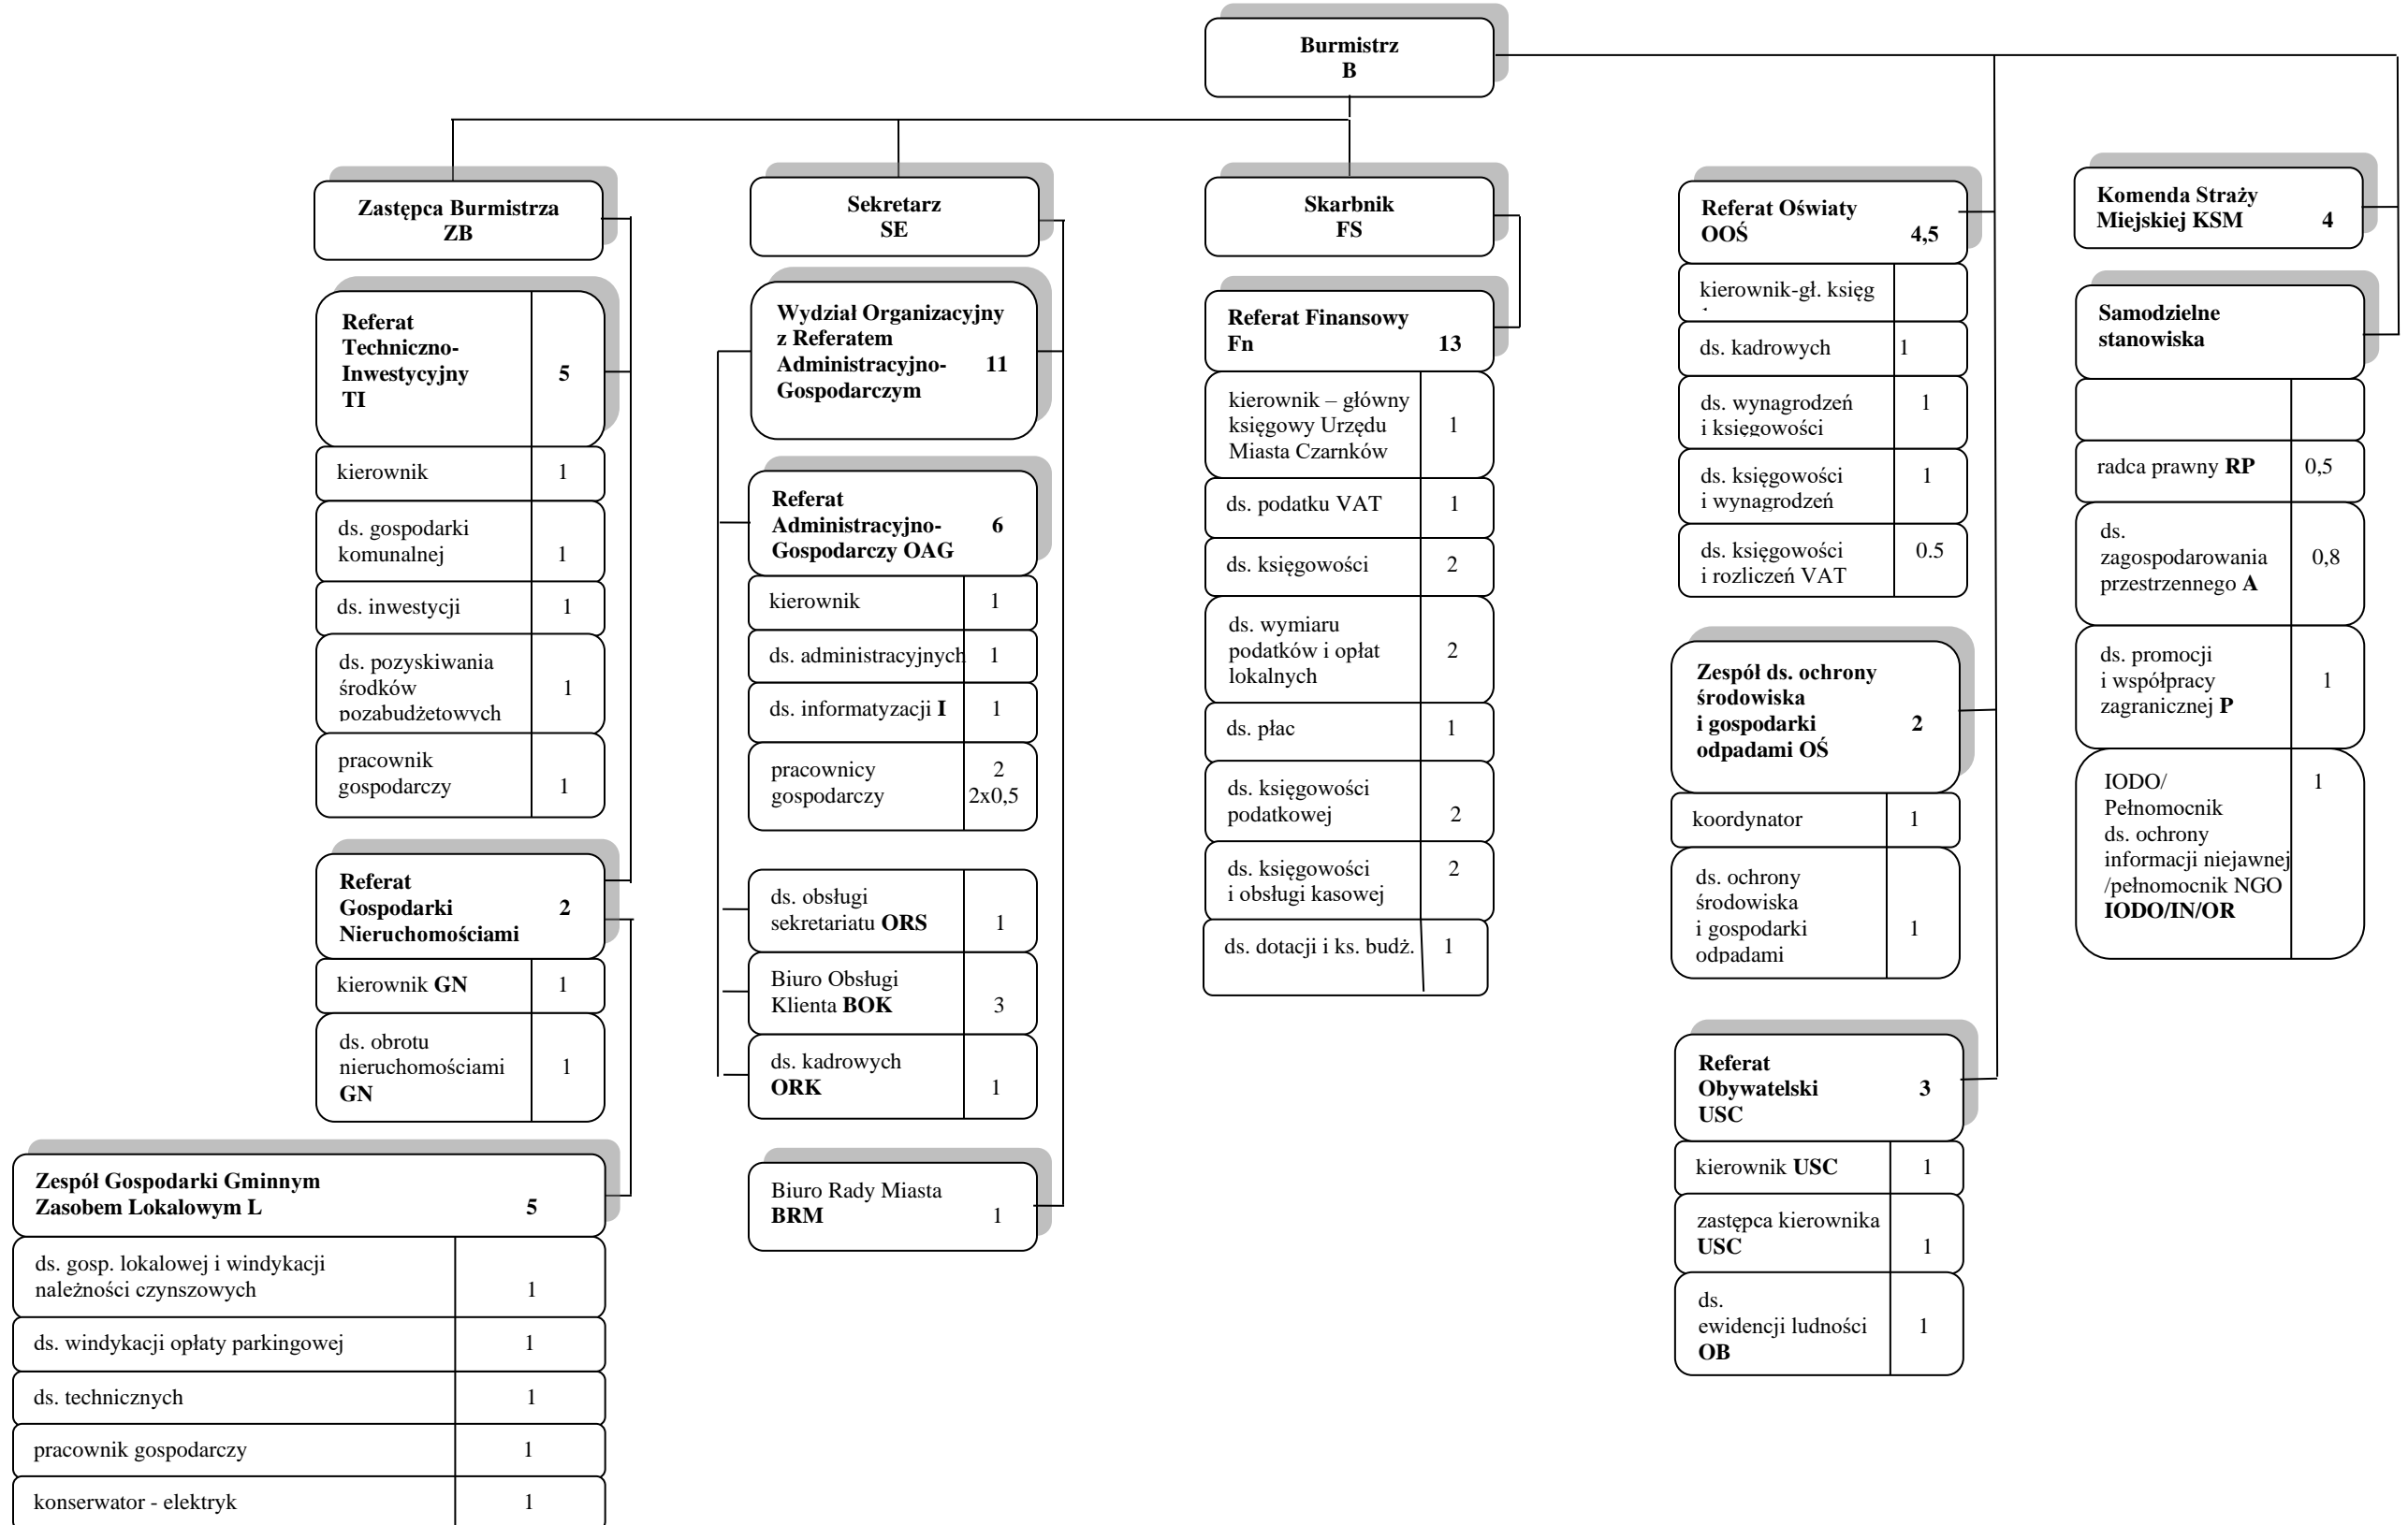 Burmistrz
B
Zastępca Burmistrza
ZB
Referat
Techniczno-
Inwestycyjny 5
TI
kierownik 1
ds. gospodarki
komunalnej 1
ds. inwestycji 1
ds. pozyskiwania
środków 1
pozabudżetowych
pracownik
gospodarczy 1
Referat
Gospodarki 2
Nieruchomościami
kierownik GN 1
ds. obrotu
nieruchomościami 1
GN
Zespół Gospodarki Gminnym
Zasobem Lokalowym L 5
ds. gosp. lokalowej i windykacji
należności czynszowych 1
ds. windykacji opłaty parkingowej 1
ds. technicznych 1
pracownik gospodarczy 1
konserwator - elektryk 1
Sekretarz
SE
Wydział Organizacyjny
z Referatem
Administracyjno- 11
Gospodarczym
Referat
Administracyjno- 6
Gospodarczy OAG
kierownik 1
ds. administracyjnych 1
ds. informatyzacji I 1
pracownicy 2
gospodarczy 2x0,5
ds. obsługi
sekretariatu ORS 1
Biuro Obsługi
Klienta BOK 3
ds. kadrowych
ORK 1
Biuro Rady Miasta
BRM 1
Skarbnik
FS
Referat Finansowy
Fn 13
kierownik – główny
księgowy Urzędu 1
Miasta Czarnków
ds. podatku VAT 1
ds. księgowości 2
ds. wymiaru
podatków i opłat 2
lokalnych
ds. płac 1
ds. księgowości
podatkowej 2
ds. księgowości 2
i obsługi kasowej
ds. dotacji i ks. budż. 1
Referat Oświaty
OOŚ 4,5
kierownik-gł. księg
ds. kadrowych 1
ds. wynagrodzeń 1
i księgowości
ds. księgowości 1
i wynagrodzeń
ds. księgowości 0.5
i rozliczeń VAT
Zespół ds. ochrony
środowiska
i gospodarki 2
odpadami OŚ
koordynator 1
ds. ochrony
środowiska
i gospodarki 1
odpadami
Referat
Obywatelski 3
USC
kierownik USC 1
zastępca kierownika
USC 1
ds.
ewidencji ludności 1
OB
Komenda Straży
Miejskiej KSM 4
Samodzielne
stanowiska
radca prawny RP 0,5
ds.
zagospodarowania 0,8
przestrzennego A
ds. promocji
i współpracy 1
zagranicznej P
IODO/ 1
Pełnomocnik
ds. ochrony
informacji niejawnej
/pełnomocnik NGO
IODO/IN/OR